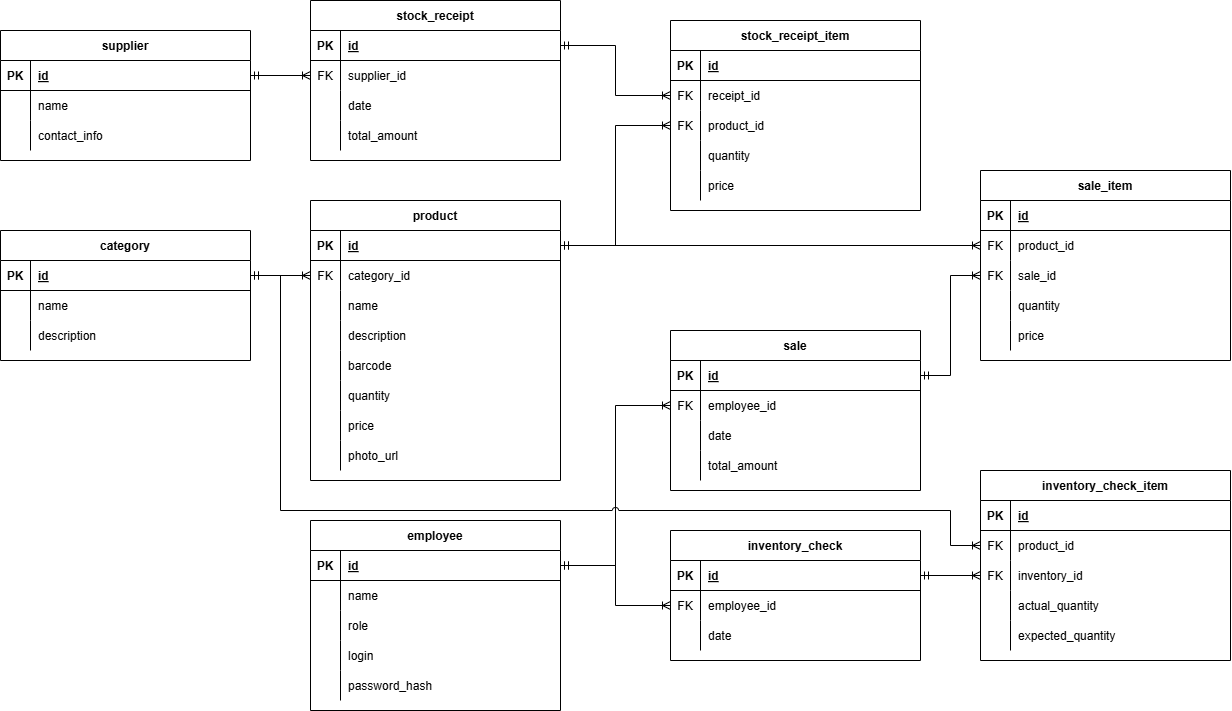 supplier
PK id
name
contact_info
stock_receipt
PK id
FK supplier_id
date
total_amount
stock_receipt_item
PK id
FK receipt_id
FK product_id
quantity
price
category
PK id
name
description
product
PK id
FK category_id
name
description
barcode
quantity
price
photo_url
sale_item
PK id
FK product_id
FK sale_id
quantity
price
sale
PK id
FK employee_id
date
total_amount
employee
PK id
name
role
login
password_hash
inventory_check
PK id
FK employee_id
date
inventory_check_item
PK id
FK product_id
FK inventory_id
actual_quantity
expected_quantity